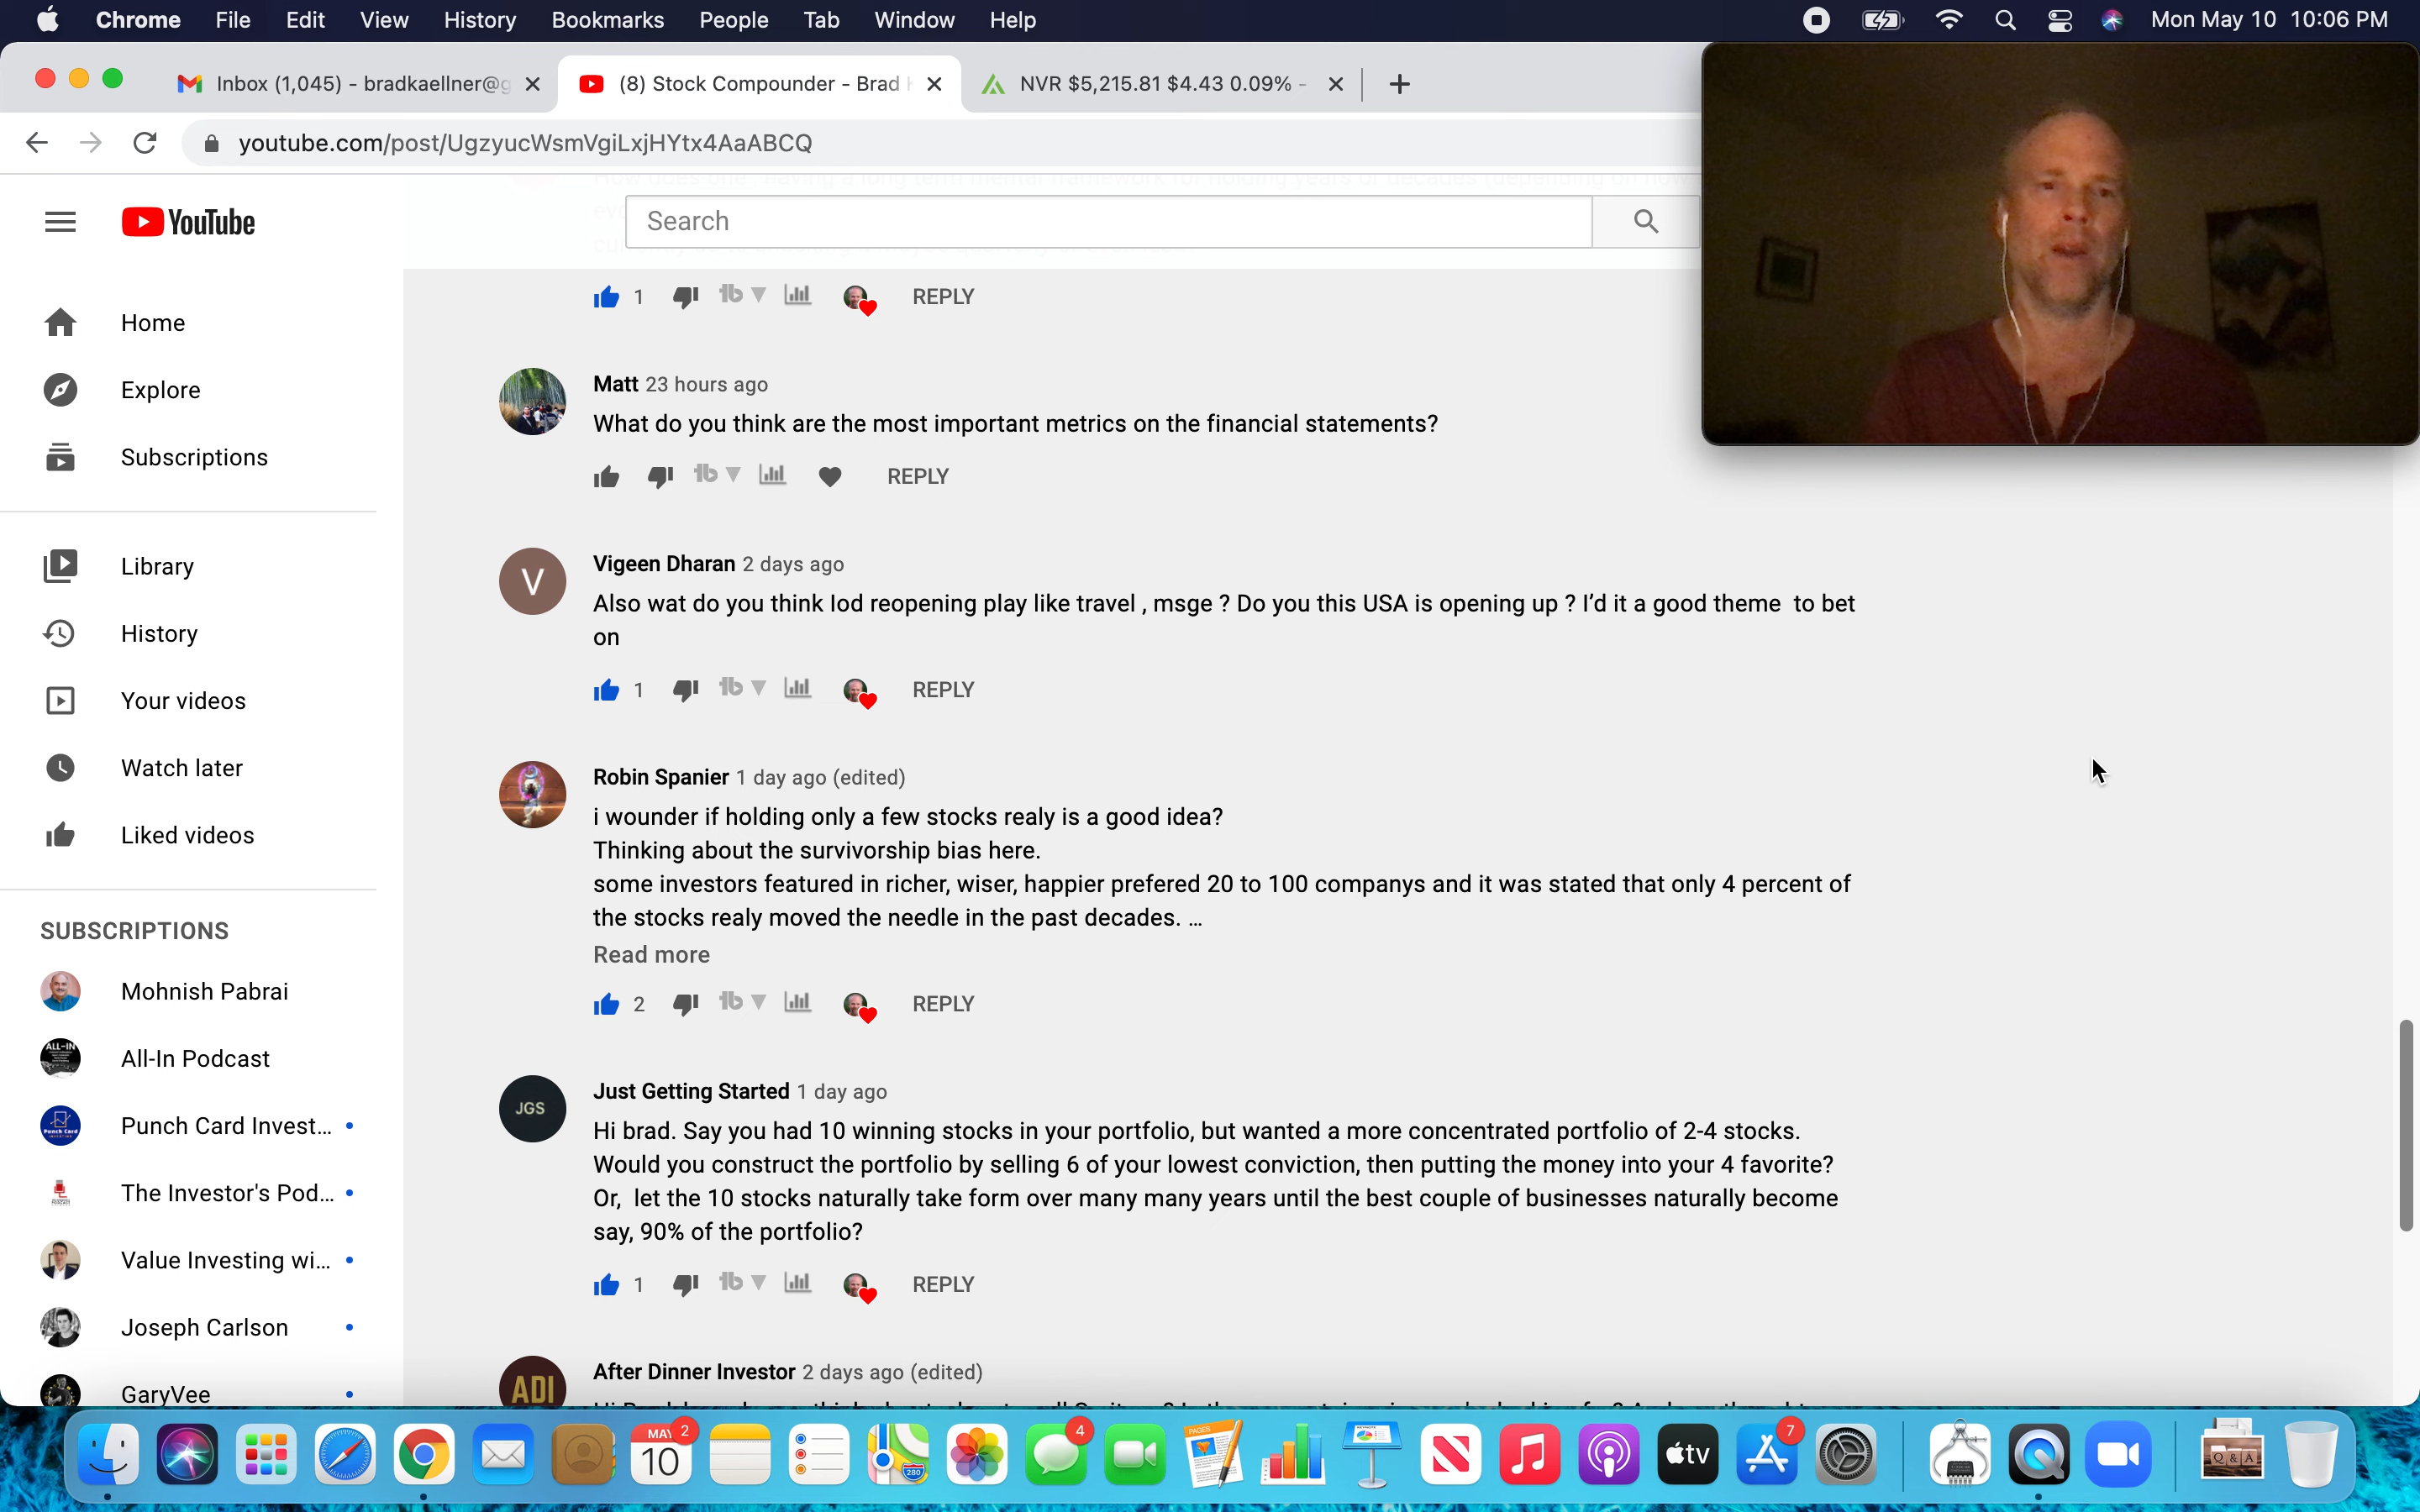 Chrome File Edit View History Bookmarks People Tab Window Help Mon May 10 10:06 PM
Inbox (1,045) - bradkaellner@g (8) Stock Compounder - Brad NVR $5,215.81 $4.43 0.09% -
youtube.com/post/UgzyucWsmVgiLxjHYtx4AaABCQ
YouTube
Search
Home
Explore
Subscriptions
Library
History
Your videos
Watch later
Liked videos
SUBSCRIPTIONS
Mohnish Pabrai
All-In Podcast
Punch Card Invest...
The Investor's Pod...
Value Investing wi...
Joseph Carlson
GaryVee
1 REPLY
Matt 23 hours ago
What do you think are the most important metrics on the financial statements?
REPLY
V
Vigeen Dharan 2 days ago
Also wat do you think lod reopening play like travel , msge ? Do you this USA is opening up ? I'd it a good theme to bet
on
1 REPLY
Robin Spanier 1 day ago (edited)
i wounder if holding only a few stocks realy is a good idea?
Thinking about the survivorship bias here.
some investors featured in richer, wiser, happier prefered 20 to 100 companys and it was stated that only 4 percent of
the stocks realy moved the needle in the past decades. ...
Read more
2 REPLY
JGS
Just Getting Started 1 day ago
Hi brad. Say you had 10 winning stocks in your portfolio, but wanted a more concentrated portfolio of 2-4 stocks.
Would you construct the portfolio by selling 6 of your lowest conviction, then putting the money into your 4 favorite?
Or, let the 10 stocks naturally take form over many many years until the best couple of businesses naturally become
say, 90% of the portfolio?
1 REPLY
ADI
After Dinner Investor 2 days ago (edited)
MAY 2
10
4
PAGES
280
tv
7
Q & A